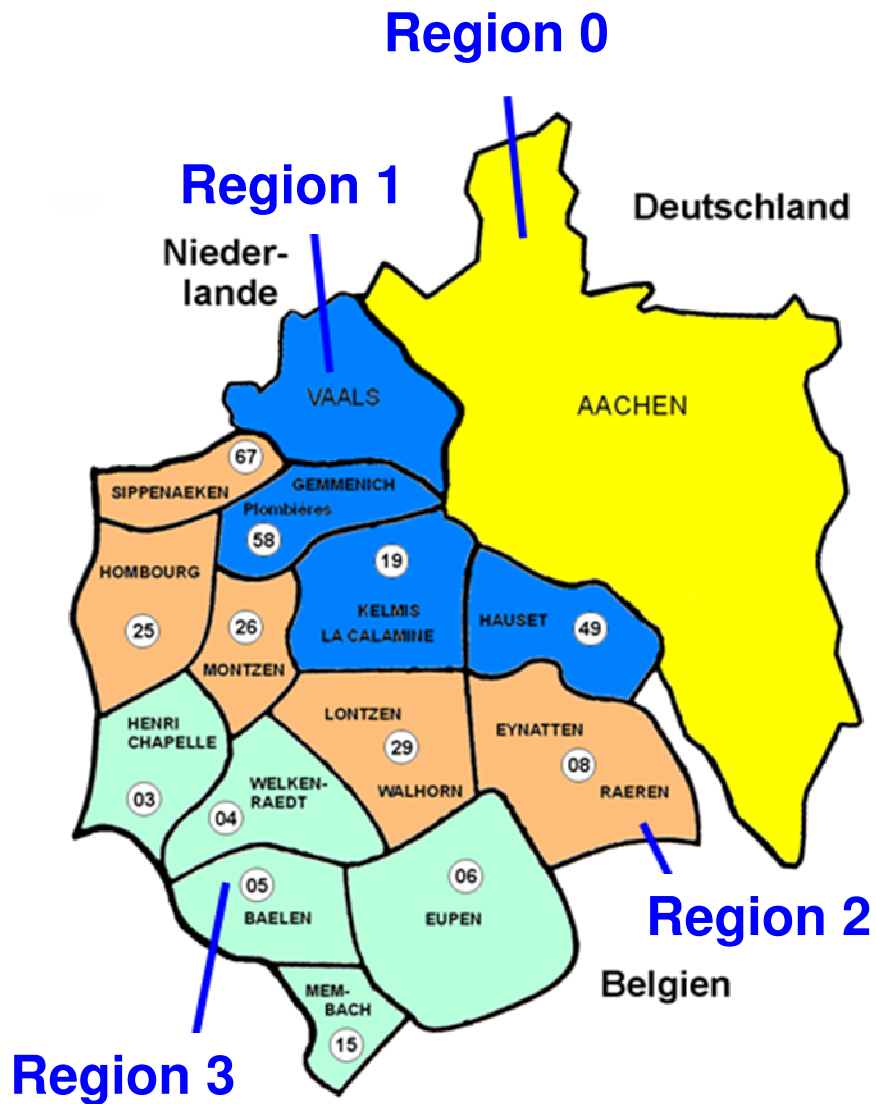 Region 0
Region 1
Deutschland
Nieder-
lande
VAALS
AACHEN
67
SIPPENAEKEN
GEMMENICH
Plombiéres
58
19
HOMBOURG
KELMIS
LA CALAMINE
HAUSET
49
25
26
MONTZEN
LONTZEN
29
WALHORN
EYNATTEN
08
RAEREN
HENRI
CHAPELLE
03
WELKEN-
RAEDT
04
05
BAELEN
06
EUPEN
Region 2
Belgien
MEM-
BACH
15
Region 3